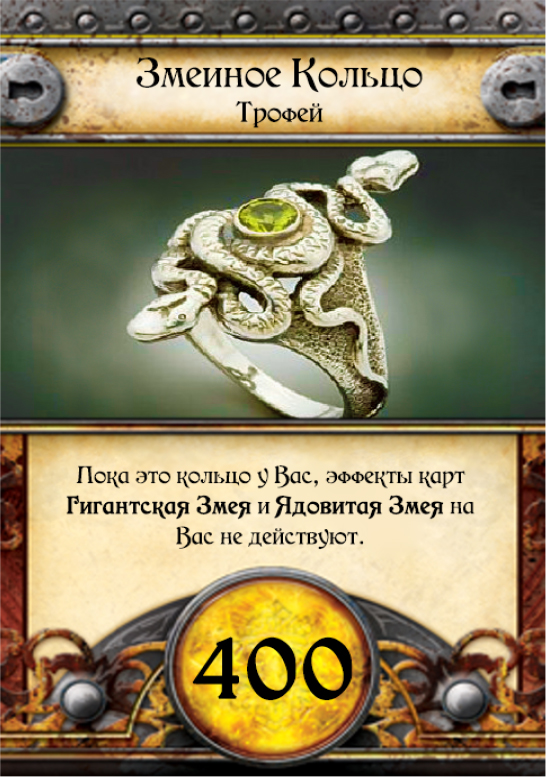 Змеиное Кольцо
Трофей
Пока это кольцо у Вас, эффекты карт
Гигантская Змея и Ядовитая Змея на
Вас не действуют.
400